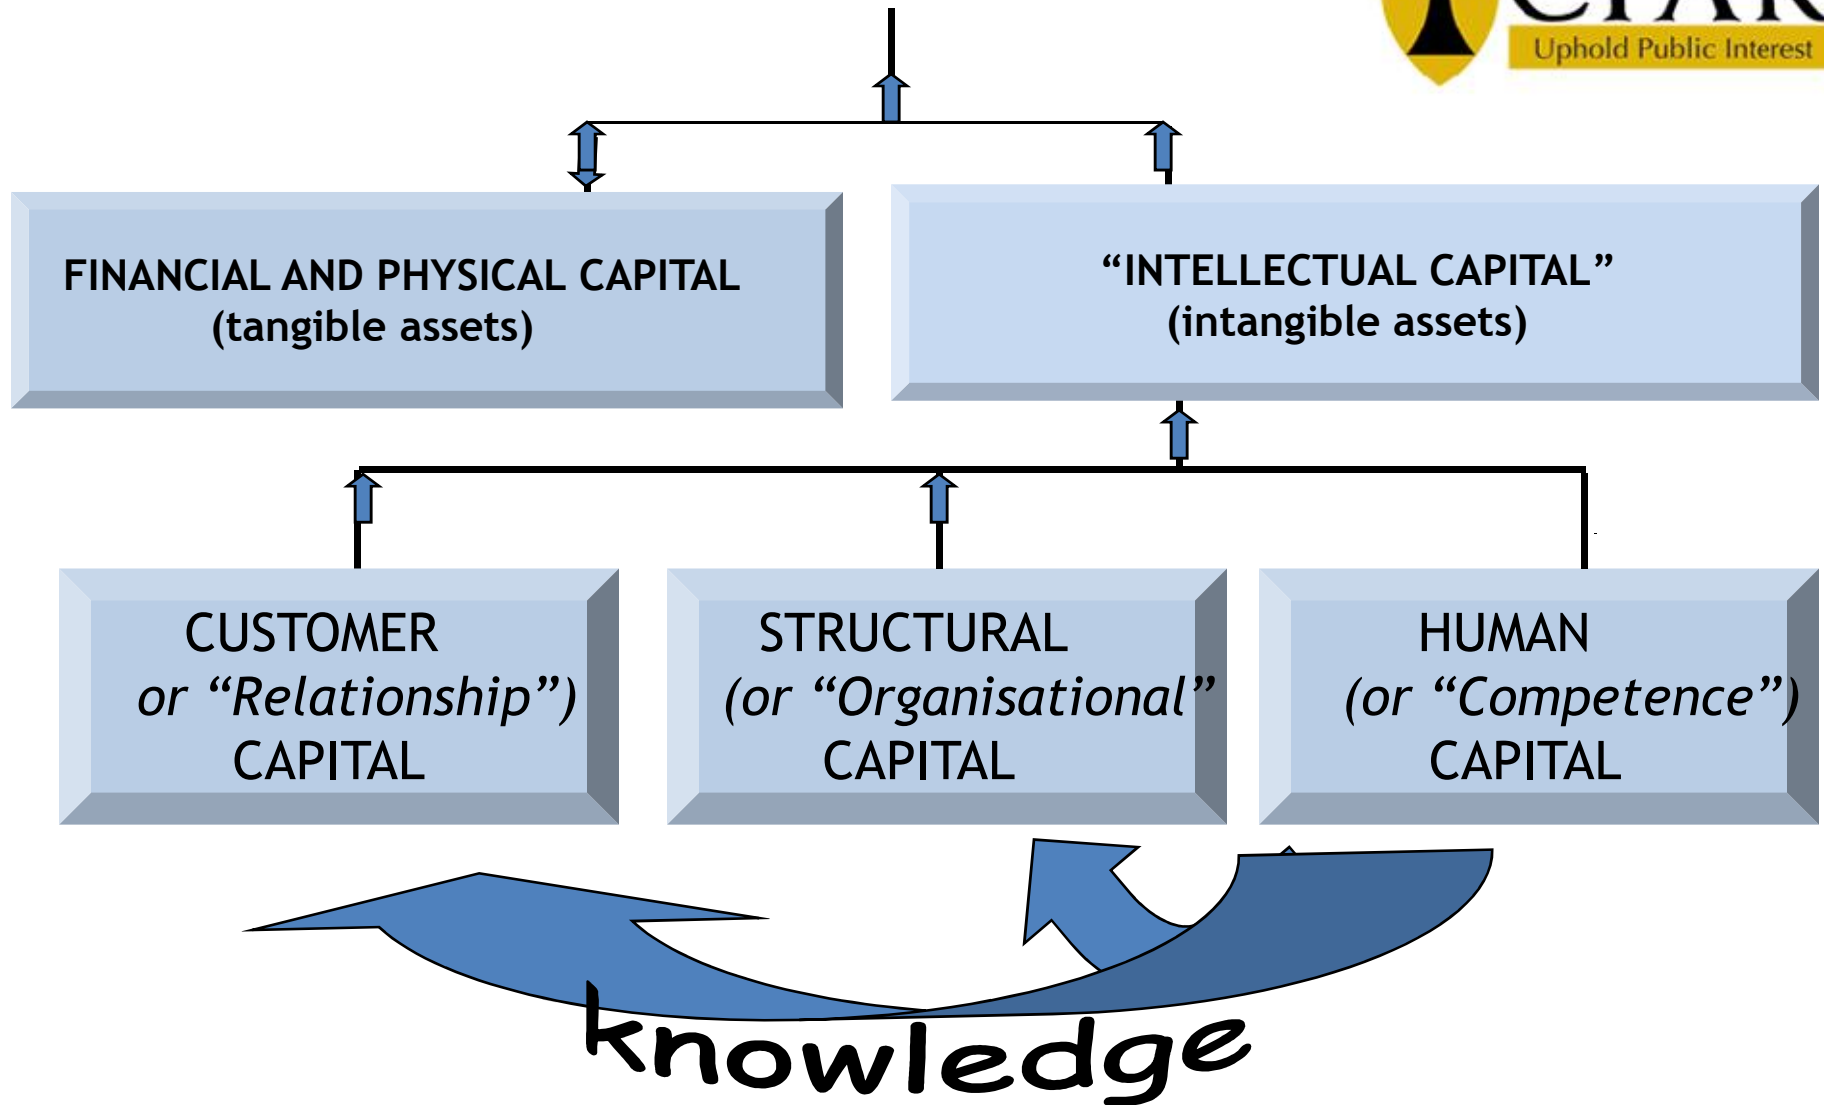 Uphold Public Interest
FINANCIAL AND PHYSICAL CAPITAL
(tangible assets)
“INTELLECTUAL CAPITAL”
(intangible assets)
CUSTOMER
or “Relationship”)
CAPITAL
STRUCTURAL
(or “Organisational”
CAPITAL
HUMAN
(or “Competence”)
CAPITAL
knowledge